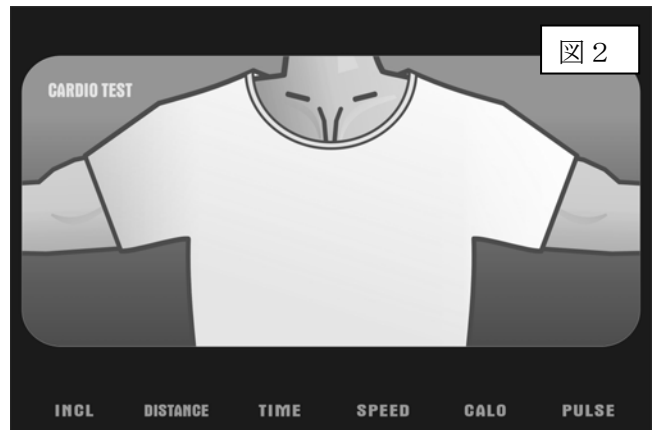 図２
CARDIO TEST
INCL DISTANCE TIME SPEED CALO PULSE